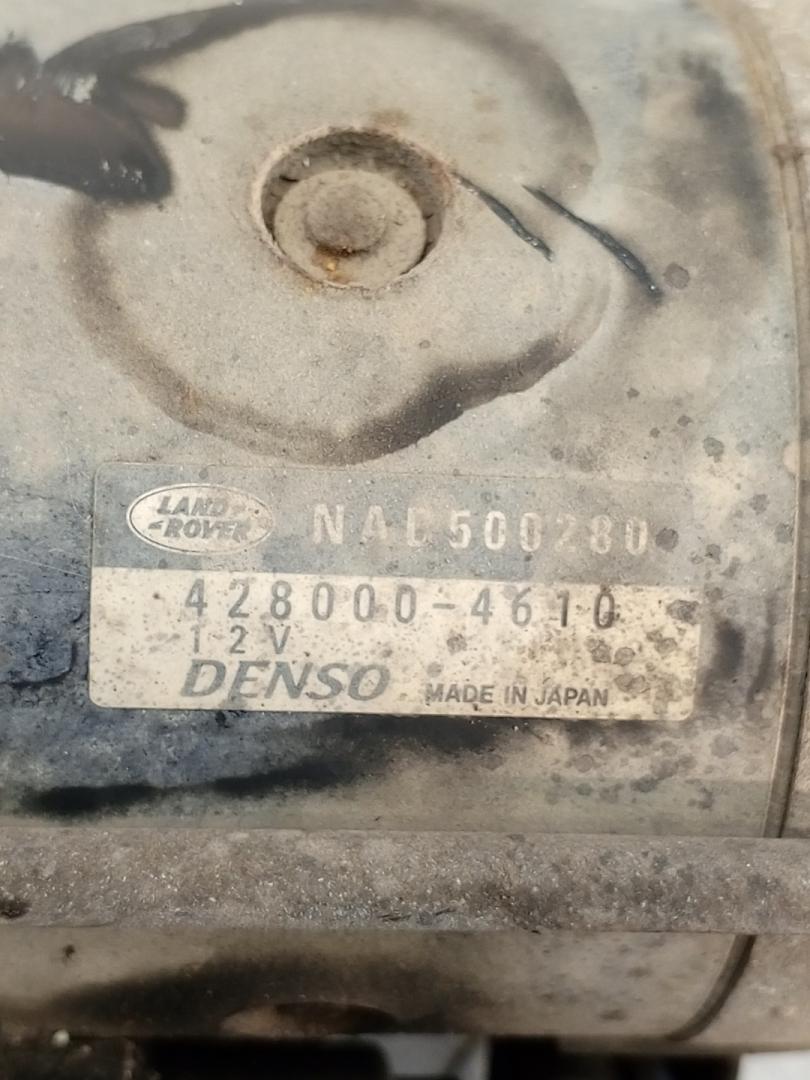 LAND ROVER NAD500280
428000-4610
12V
DENSO MADE IN JAPAN